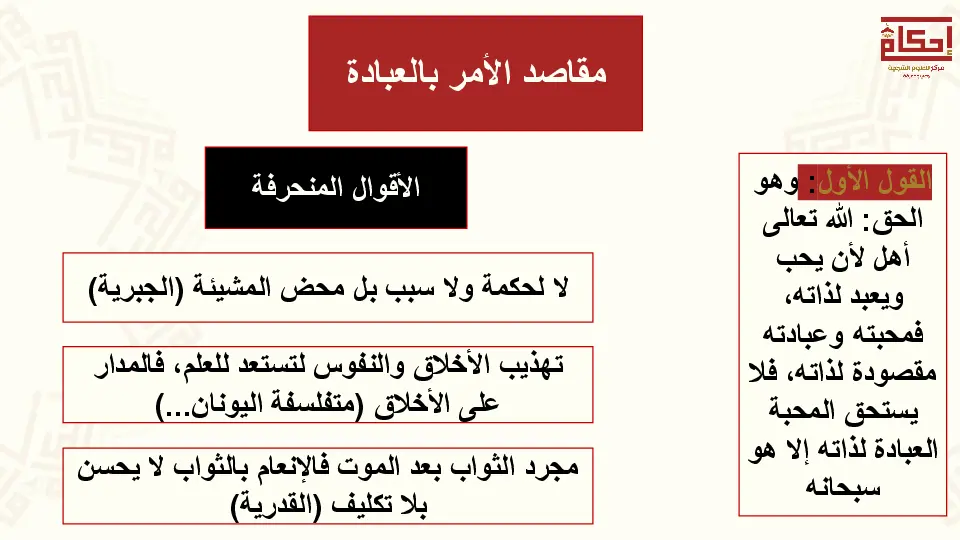 إحكام
مركز للعلوم الشرعية
مقاصد الأمر بالعبادة
القول الأول: وهو
الحق: الله تعالى
أهل لأن يحب
ويعبد لذاته،
فمحبته وعبادته
مقصودة لذاته، فلا
يستحق المحبة
العبادة لذاته إلا هو
سبحانه
الأقوال المنحرفة
لا لحكمة ولا سبب بل محض المشيئة (الجبرية)
تهذيب الأخلاق والنفوس لتستعد للعلم، فالمدار
على الأخلاق (متفلسفة اليونان...)
مجرد الثواب بعد الموت فالإنعام بالثواب لا يحسن
بلا تكليف (القدرية)